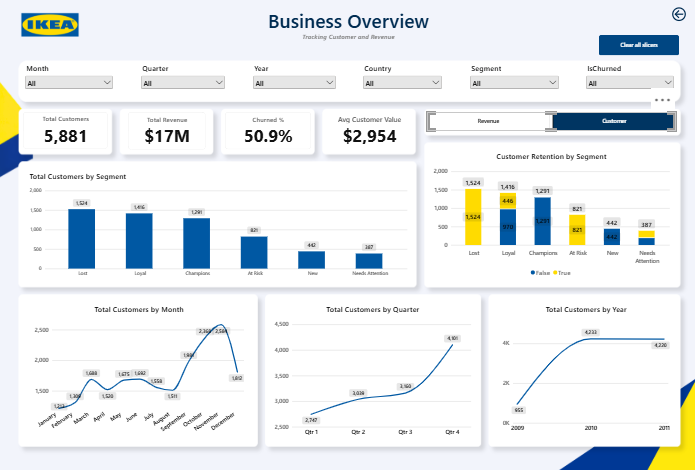 IKEA
Business Overview
Tracking Customer and Revenue
Clear all slicers
Month Quarter Year Country Segment IsChurned
All All All All All All
Total Customers
5,881
Total Revenue
$17M
Churned %
50.9%
Avg Customer Value
$2,954
Revenue Customer
Total Customers by Segment
2,000
1,500
1,000
500
0
1,524 1,416 1,291 821 442 387
Lost Loyal Champions At Risk New Needs Attention
Customer Retention by Segment
2,000
1,500
1,000
500
0
1,524 1,416 1,291 821 442 387
1,524 446 970 1,291 821 442
Lost Loyal Champions At Risk New Needs
Attention
False True
Total Customers by Month
2,500
2,000
1,500
1,675 1,692 1,558 1,511 1,812
1,688 1,520
January February March April May June July August September October November December
Total Customers by Quarter
4,500
4,000
3,500
3,000
2,500
2,747 3,038 3,160 4,101
Qtr 1 Qtr 2 Qtr 3 Qtr 4
Total Customers by Year
4K
2K
0K
955 4,233 4,230
2009 2010 2011